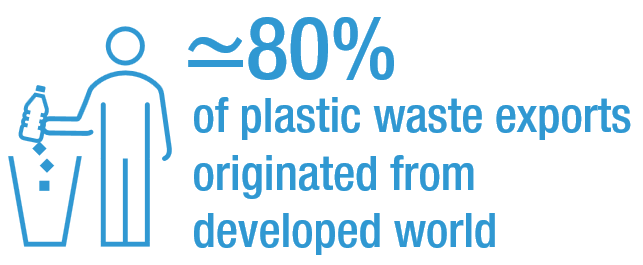 ≃80%
of plastic waste exports
originated from
developed world